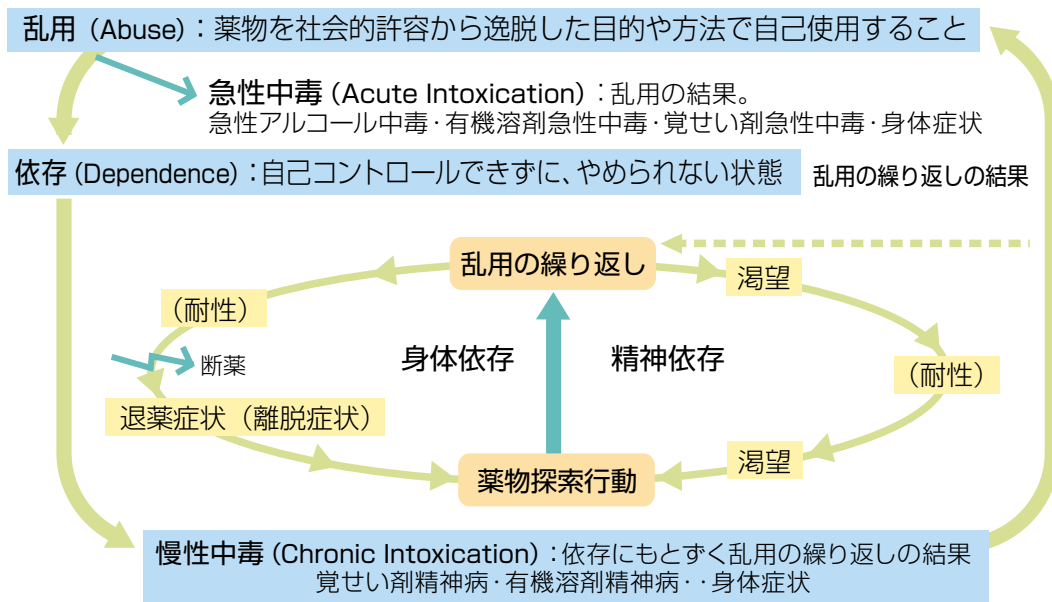 乱用(Abuse):薬物を社会的許容から逸脱した目的や方法で自己使用すること
急性中毒(Acute Intoxication):乱用の結果。
急性アルコール中毒・有機溶剤急性中毒・覚せい剤急性中毒・身体症状
依存(Dependence):自己コントロールできずに、やめられない状態
乱用の繰り返しの結果
乱用の繰り返し
渇望
(耐性)
断薬
身体依存
精神依存
(耐性)
退薬症状(離脱症状)
渇望
薬物探索行動
慢性中毒(Chronic Intoxication):依存にもとずく乱用の繰り返しの結果
覚せい剤精神病・有機溶剤精神病・・身体症状